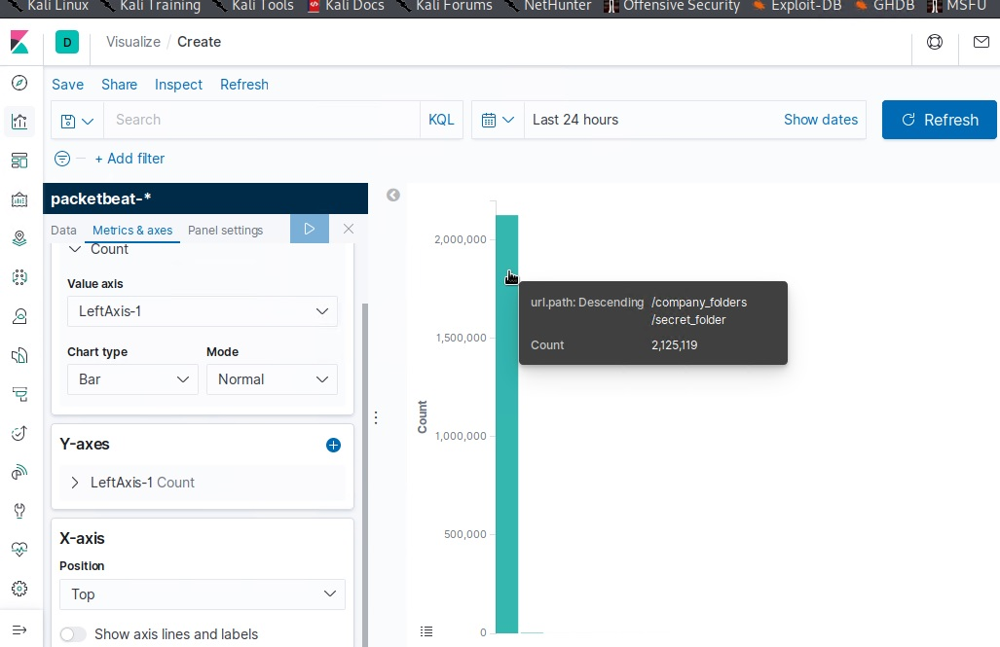 Kali Linux Kali Training Kali Tools Kali Docs Kali Forums NetHunter Offensive Security Exploit-DB GHDB MSFU
D Visualize / Create
Save Share Inspect Refresh
Search KQL Last 24 hours Show dates Refresh
+ Add filter
packetbeat-*
Data Metrics & axes Panel settings
Count
Value axis
LeftAxis-1
Chart type Mode
Bar Normal
Y-axes
LeftAxis-1 Count
X-axis
Position
Top
Show axis lines and labels
Count
2,000,000
1,500,000
1,000,000
500,000
0
url.path: Descending /company_folders
/secret_folder
Count 2,125,119